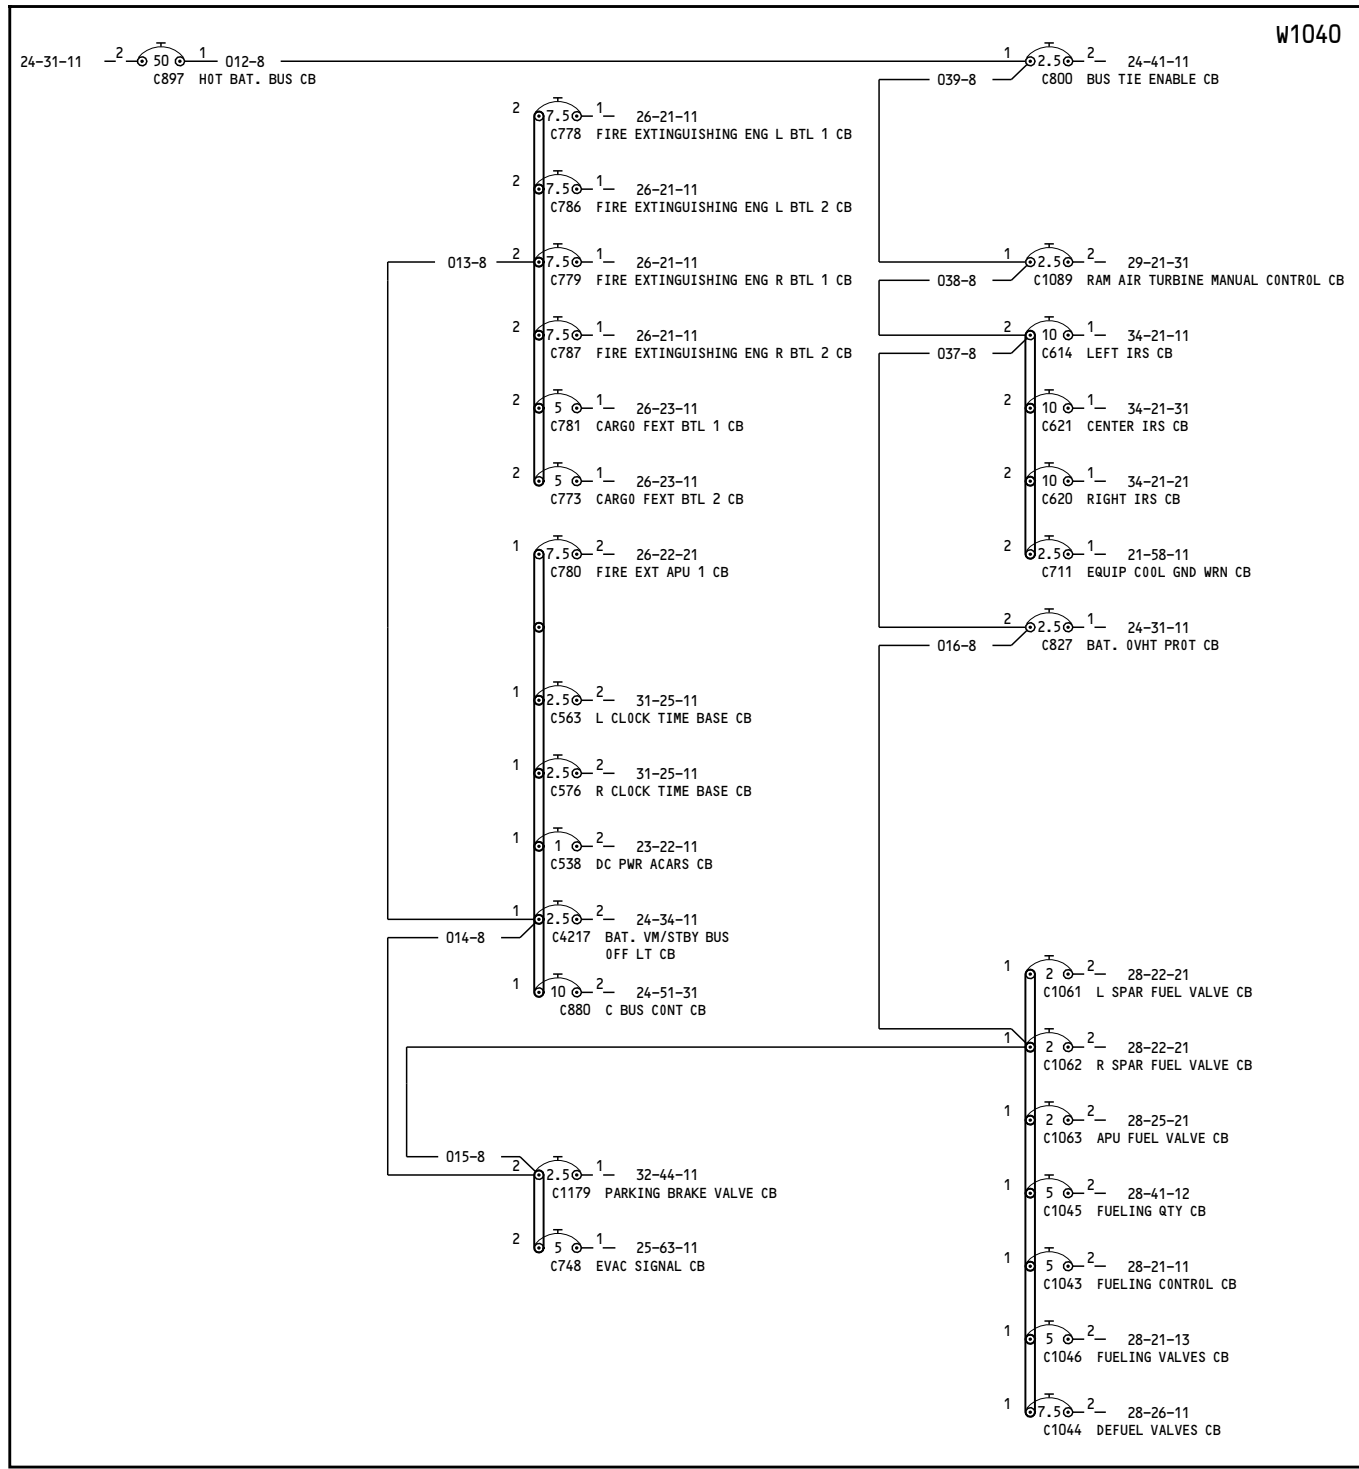 W1040
24-31-11 2 50 1 012-8
C897 HOT BAT. BUS CB
1 2.5 2 24-41-11
039-8 C800 BUS TIE ENABLE CB
2 7.5 1 26-21-11
C778 FIRE EXTINGUISHING ENG L BTL 1 CB
2 7.5 1 26-21-11
C786 FIRE EXTINGUISHING ENG L BTL 2 CB
013-8 2 7.5 1 26-21-11
C779 FIRE EXTINGUISHING ENG R BTL 1 CB
2 7.5 1 26-21-11
C787 FIRE EXTINGUISHING ENG R BTL 2 CB
2 5 1 26-23-11
C781 CARGO FEXT BTL 1 CB
2 5 1 26-23-11
C773 CARGO FEXT BTL 2 CB
1 7.5 2 26-22-21
C780 FIRE EXT APU 1 CB
1 2.5 2 31-25-11
C563 L CLOCK TIME BASE CB
1 2.5 2 31-25-11
C576 R CLOCK TIME BASE CB
1 1 2 23-22-11
C538 DC PWR ACARS CB
1 2.5 2 24-34-11
014-8 C4217 BAT. VM/STBY BUS
OFF LT CB
1 10 2 24-51-31
C880 C BUS CONT CB
015-8
2 2.5 1 32-44-11
C1179 PARKING BRAKE VALVE CB
2 5 1 25-63-11
C748 EVAC SIGNAL CB
1 2.5 2 29-21-31
038-8 C1089 RAM AIR TURBINE MANUAL CONTROL CB
2 10 1 34-21-11
037-8 C614 LEFT IRS CB
2 10 1 34-21-31
C621 CENTER IRS CB
2 10 1 34-21-21
C620 RIGHT IRS CB
2 2.5 1 21-58-11
C711 EQUIP COOL GND WRN CB
2 2.5 1 24-31-11
016-8 C827 BAT. OVHT PROT CB
1 2 2 28-22-21
C1061 L SPAR FUEL VALVE CB
1 2 2 28-22-21
C1062 R SPAR FUEL VALVE CB
1 2 2 28-25-21
C1063 APU FUEL VALVE CB
1 5 2 28-41-12
C1045 FUELING QTY CB
1 5 2 28-21-11
C1043 FUELING CONTROL CB
1 5 2 28-21-13
C1046 FUELING VALVES CB
1 7.5 2 28-26-11
C1044 DEFUEL VALVES CB